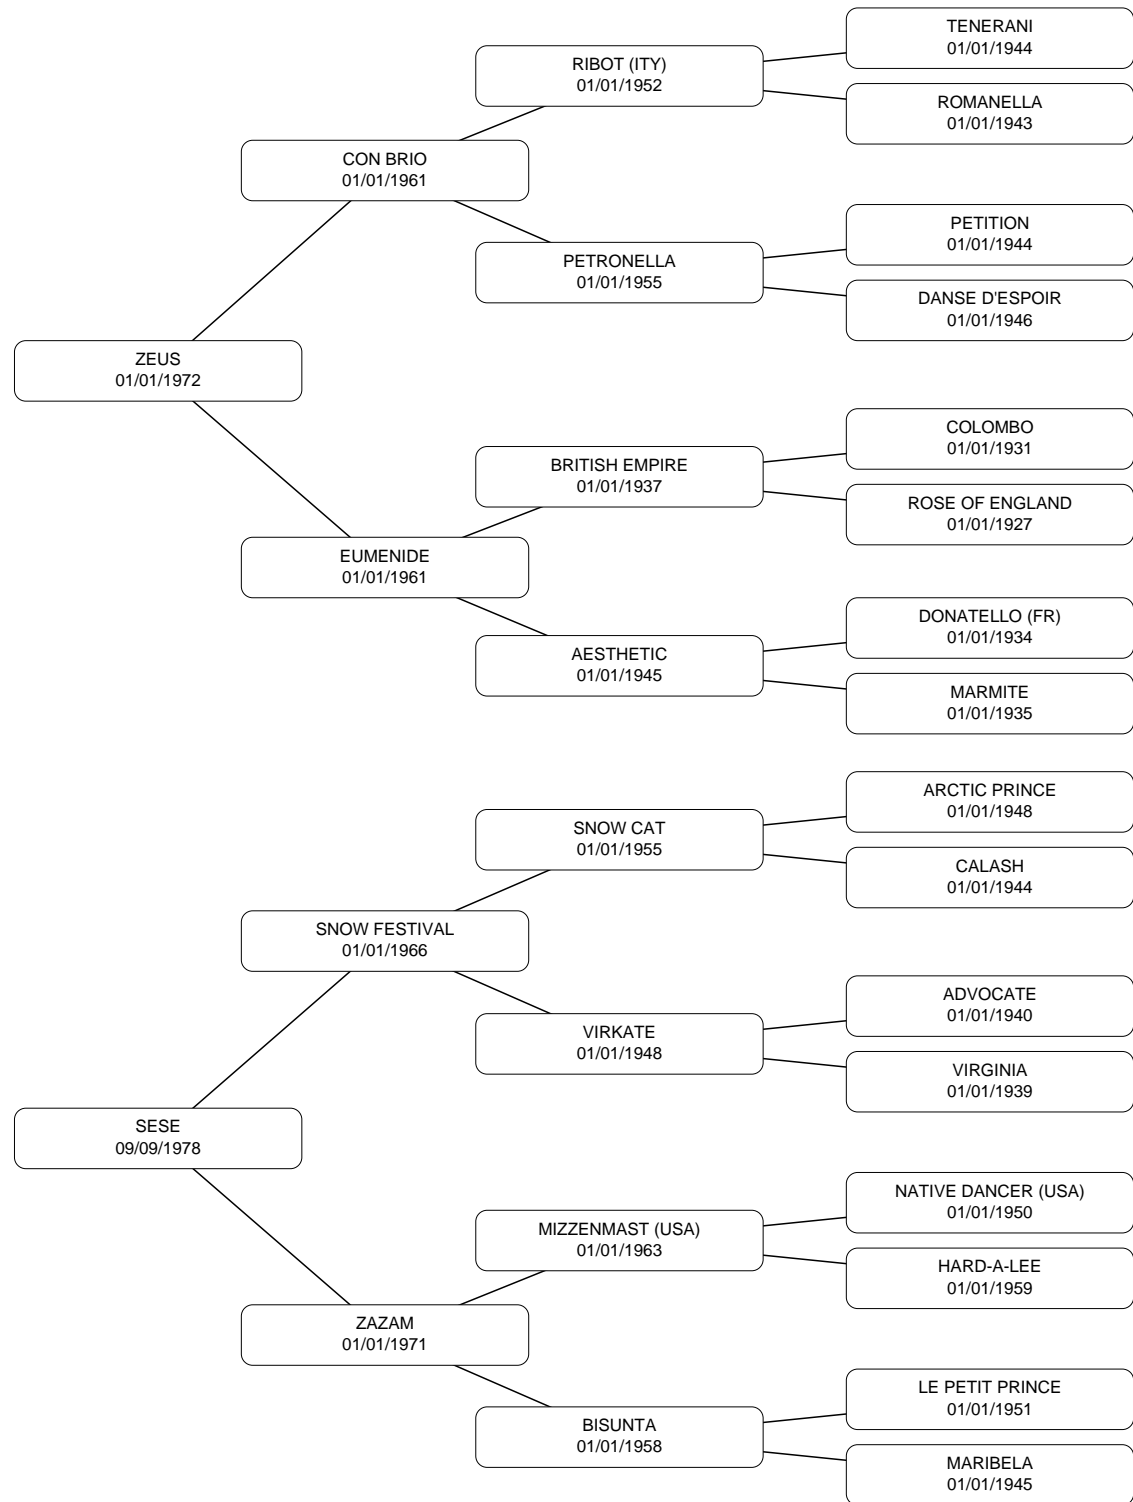 TENERANI
01/01/1944
RIBOT (ITY)
01/01/1952
ROMANELLA
01/01/1943
CON BRIO
01/01/1961
PETITION
01/01/1944
PETRONELLA
01/01/1955
DANSE D'ESPOIR
01/01/1946
ZEUS
01/01/1972
COLOMBO
01/01/1931
BRITISH EMPIRE
01/01/1937
ROSE OF ENGLAND
01/01/1927
EUMENIDE
01/01/1961
DONATELLO (FR)
01/01/1934
AESTHETIC
01/01/1945
MARMITE
01/01/1935
ARCTIC PRINCE
01/01/1948
SNOW CAT
01/01/1955
CALASH
01/01/1944
SNOW FESTIVAL
01/01/1966
ADVOCATE
01/01/1940
VIRKATE
01/01/1948
VIRGINIA
01/01/1939
SESE
09/09/1978
NATIVE DANCER (USA)
01/01/1950
MIZZENMAST (USA)
01/01/1963
HARD-A-LEE
01/01/1959
ZAZAM
01/01/1971
LE PETIT PRINCE
01/01/1951
BISUNTA
01/01/1958
MARIBELA
01/01/1945